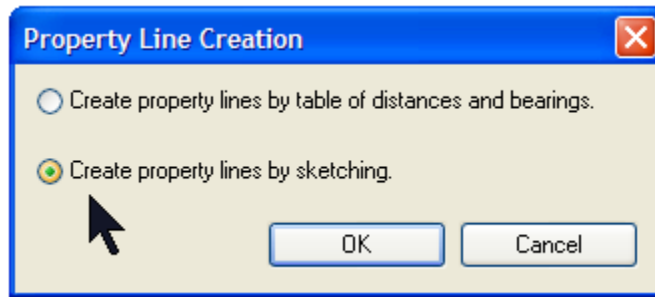 Property Line Creation
Create property lines by table of distances and bearings.
Create property lines by sketching.
OK Cancel